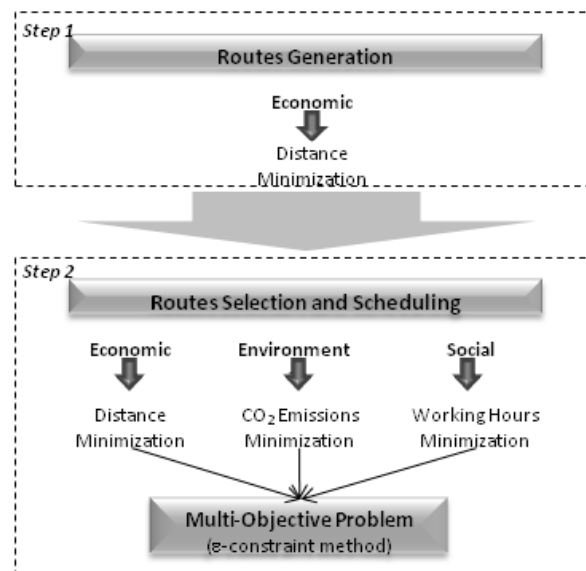 Step 1
Routes Generation
Economic
Distance
Minimization
Step 2
Routes Selection and Scheduling
Economic Environment Social
Distance CO₂ Emissions Working Hours
Minimization Minimization Minimization
Multi-Objective Problem
(ε-constraint method)